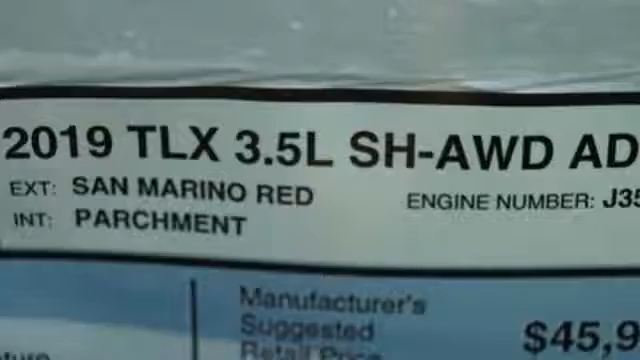 2019 TLX 3.5L SH-AWD AD
EXT: SAN MARINO RED
ENGINE NUMBER: J35
INT: PARCHMENT
Manufacturer's
Suggested
$45,9
Retail Price